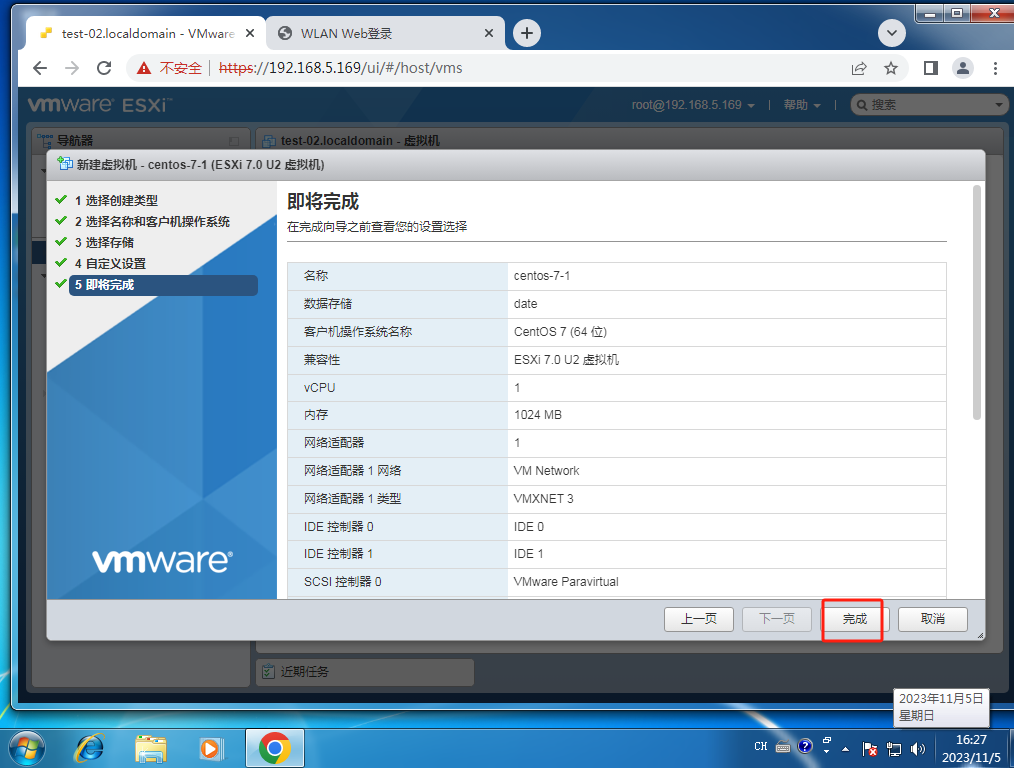 test-02.localdomain - VMware
WLAN Web登录
不安全
https://192.168.5.169/ui/#/host/vms
vmware ESXi™
root@192.168.5.169
帮助
搜索
导航器
test-02.localdomain - 虚拟机
新建虚拟机 - centos-7-1 (ESXi 7.0 U2 虚拟机)
1 选择创建类型
2 选择名称和客户机操作系统
3 选择存储
4 自定义设置
5 即将完成
vmware®
即将完成
在完成向导之前查看您的设置选择
名称 centos-7-1
数据存储 date
客户机操作系统名称 CentOS 7 (64 位)
兼容性 ESXi 7.0 U2 虚拟机
vCPU 1
内存 1024 MB
网络适配器 1
网络适配器 1 网络 VM Network
网络适配器 1 类型 VMXNET 3
IDE 控制器 0 IDE 0
IDE 控制器 1 IDE 1
SCSI 控制器 0 VMware Paravirtual
上一页 下一页 完成 取消
近期任务
2023年11月5日
星期日
CH
16:27
2023/11/5